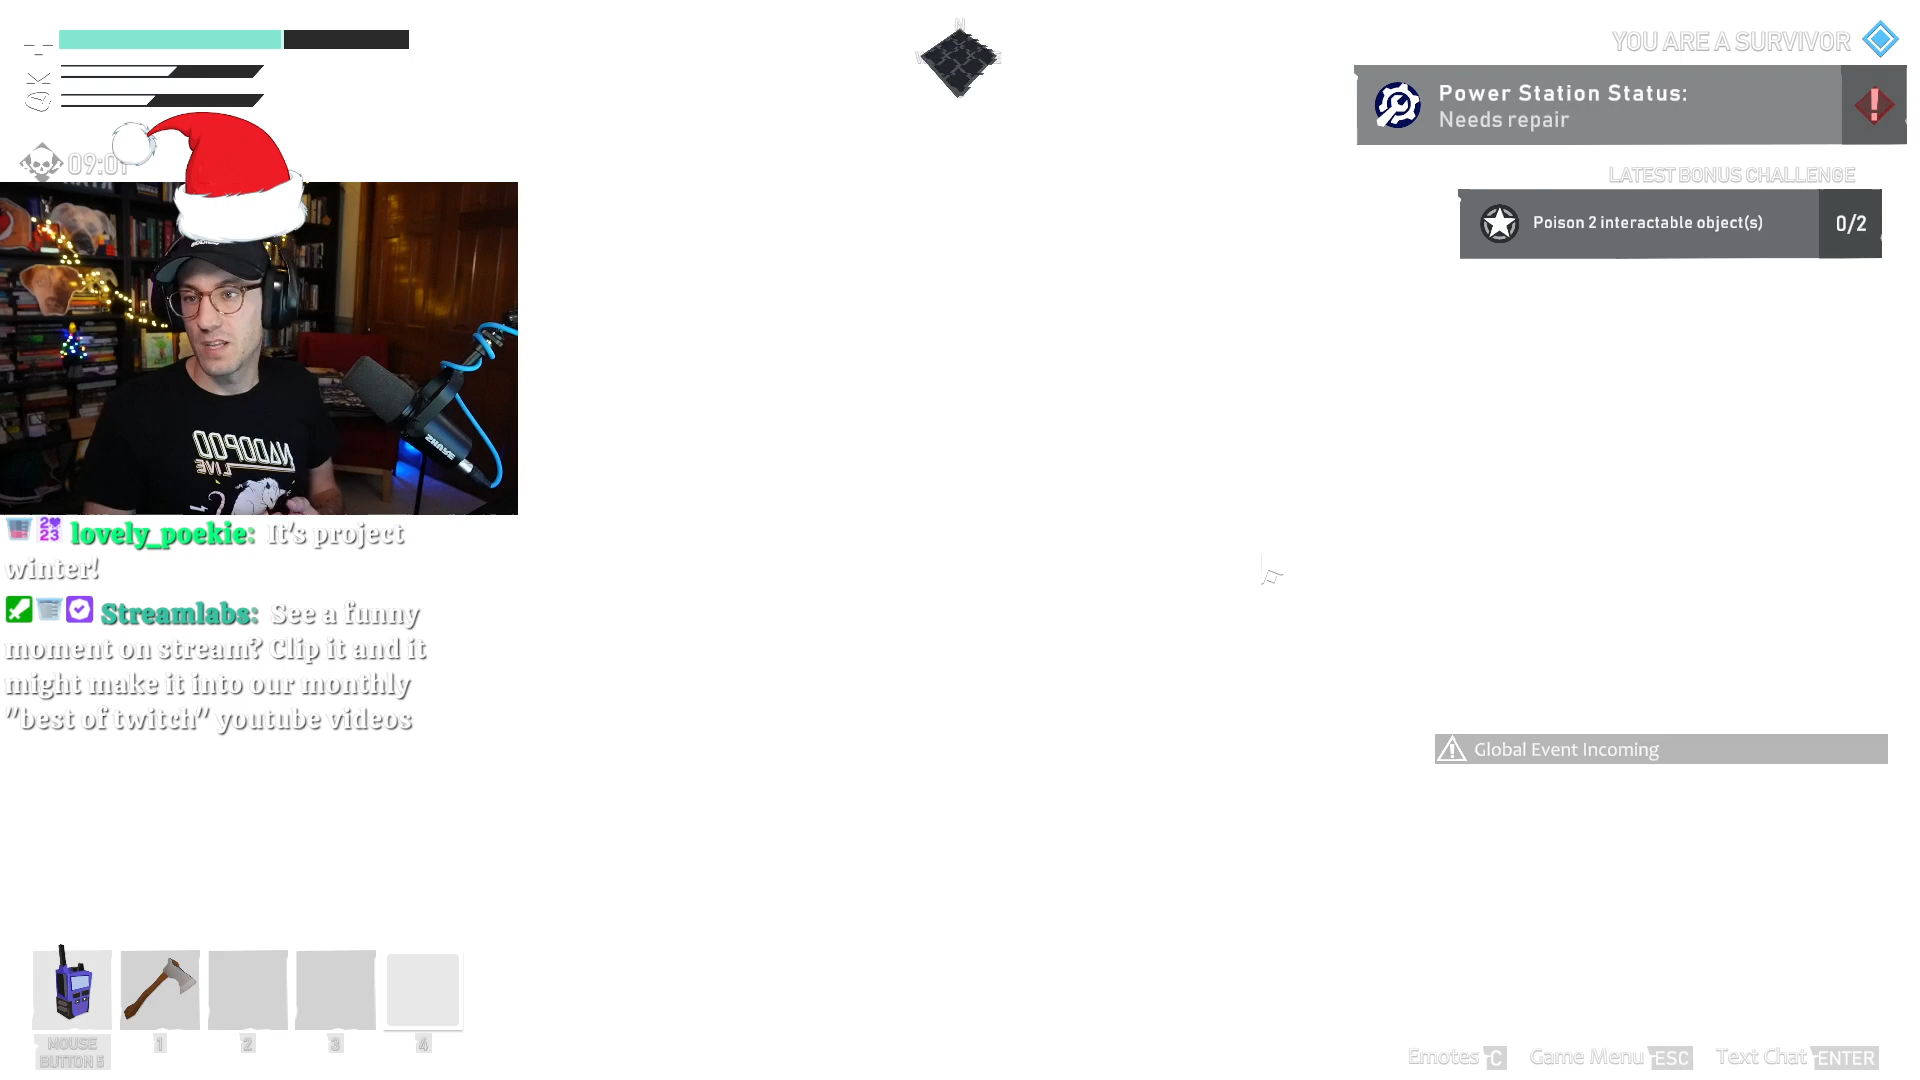 N
YOU ARE A SURVIVOR
Power Station Status:
Needs repair
09:01
LATEST BONUS CHALLENGE
Poison 2 interactable object(s)
0/2
NADDPOD
LIVE
lovely_poekie: It's project
winter!
Streamlabs: See a funny
moment on stream? Clip it and it
might make it into our monthly
"best of twitch" youtube videos
Global Event Incoming
MOUSE
BUTTON 5
1
2
3
4
Emotes C
Game Menu ESC
Text Chat ENTER